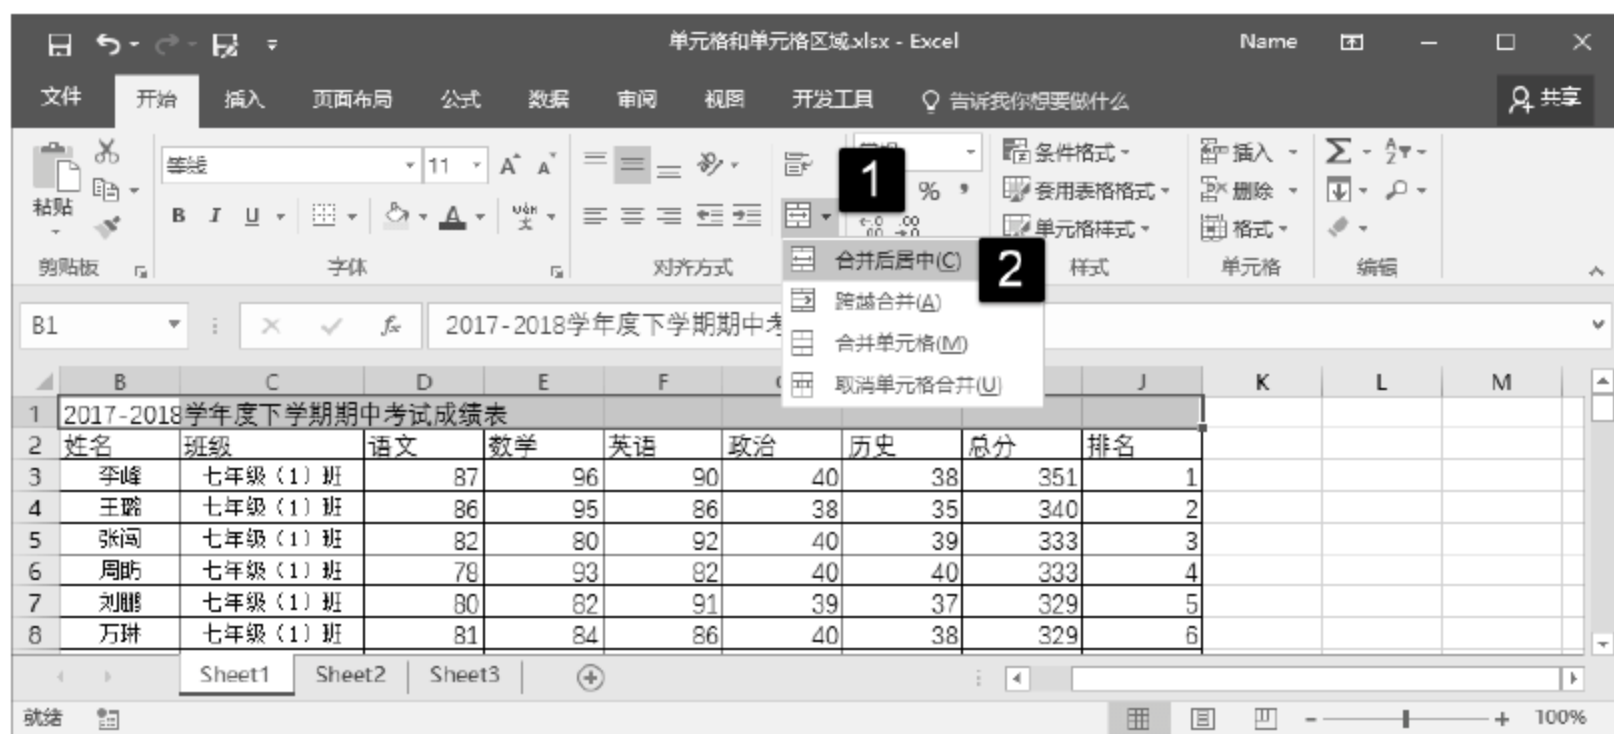 单元格和单元格区域.xlsx - Excel Name
文件 开始 插入 页面布局 公式 数据 审阅 视图 开发工具 告诉我你想要做什么 共享
等线 11 A A 1 条件格式 插入 Σ
粘贴 B I U A wén 文 % , 套用表格格式 删除
单元格样式 格式
剪贴板 字体 对齐方式 样式 单元格 编辑
合并后居中(C) 2
跨越合并(A)
合并单元格(M)
取消单元格合并(U)
B1 fx 2017-2018学年度下学期期中
B C D E F J K L M
1 2017-2018学年度下学期期中考试成绩表
2 姓名 班级 语文 数学 英语 政治 历史 总分 排名
3 李峰 七年级（1）班 87 96 90 40 38 351 1
4 王璐 七年级（1）班 86 95 86 38 35 340 2
5 张闯 七年级（1）班 82 80 92 40 39 333 3
6 周昉 七年级（1）班 78 93 82 40 40 333 4
7 刘鹏 七年级（1）班 80 82 91 39 37 329 5
8 万琳 七年级（1）班 81 84 86 40 38 329 6
Sheet1 Sheet2 Sheet3
就绪 100%